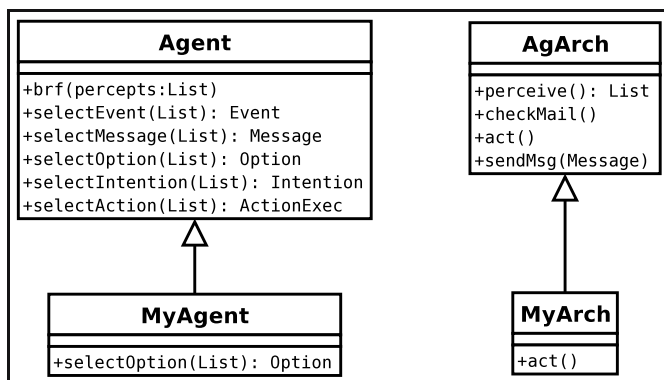 Agent
+brf(percepts:List)
+selectEvent(List): Event
+selectMessage(List): Message
+selectOption(List): Option
+selectIntention(List): Intention
+selectAction(List): ActionExec
AgArch
+perceive(): List
+checkMail()
+act()
+sendMsg(Message)
MyAgent
+selectOption(List): Option
MyArch
+act()